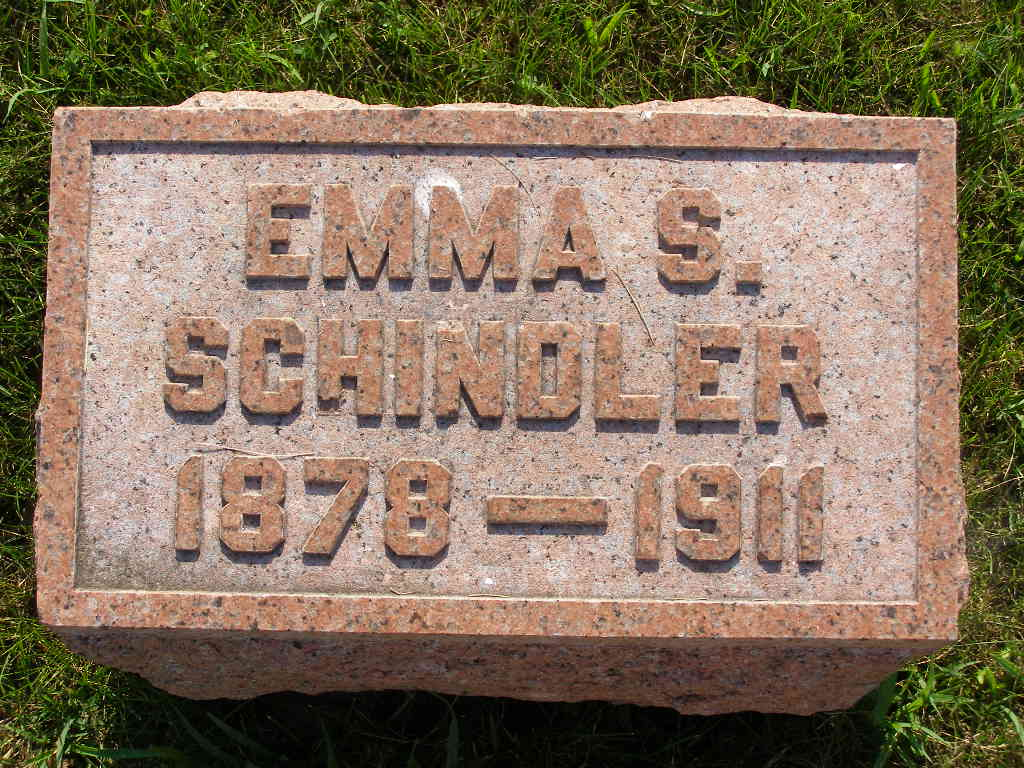 EMMA S.
SCHINDLER
1878 — 1911